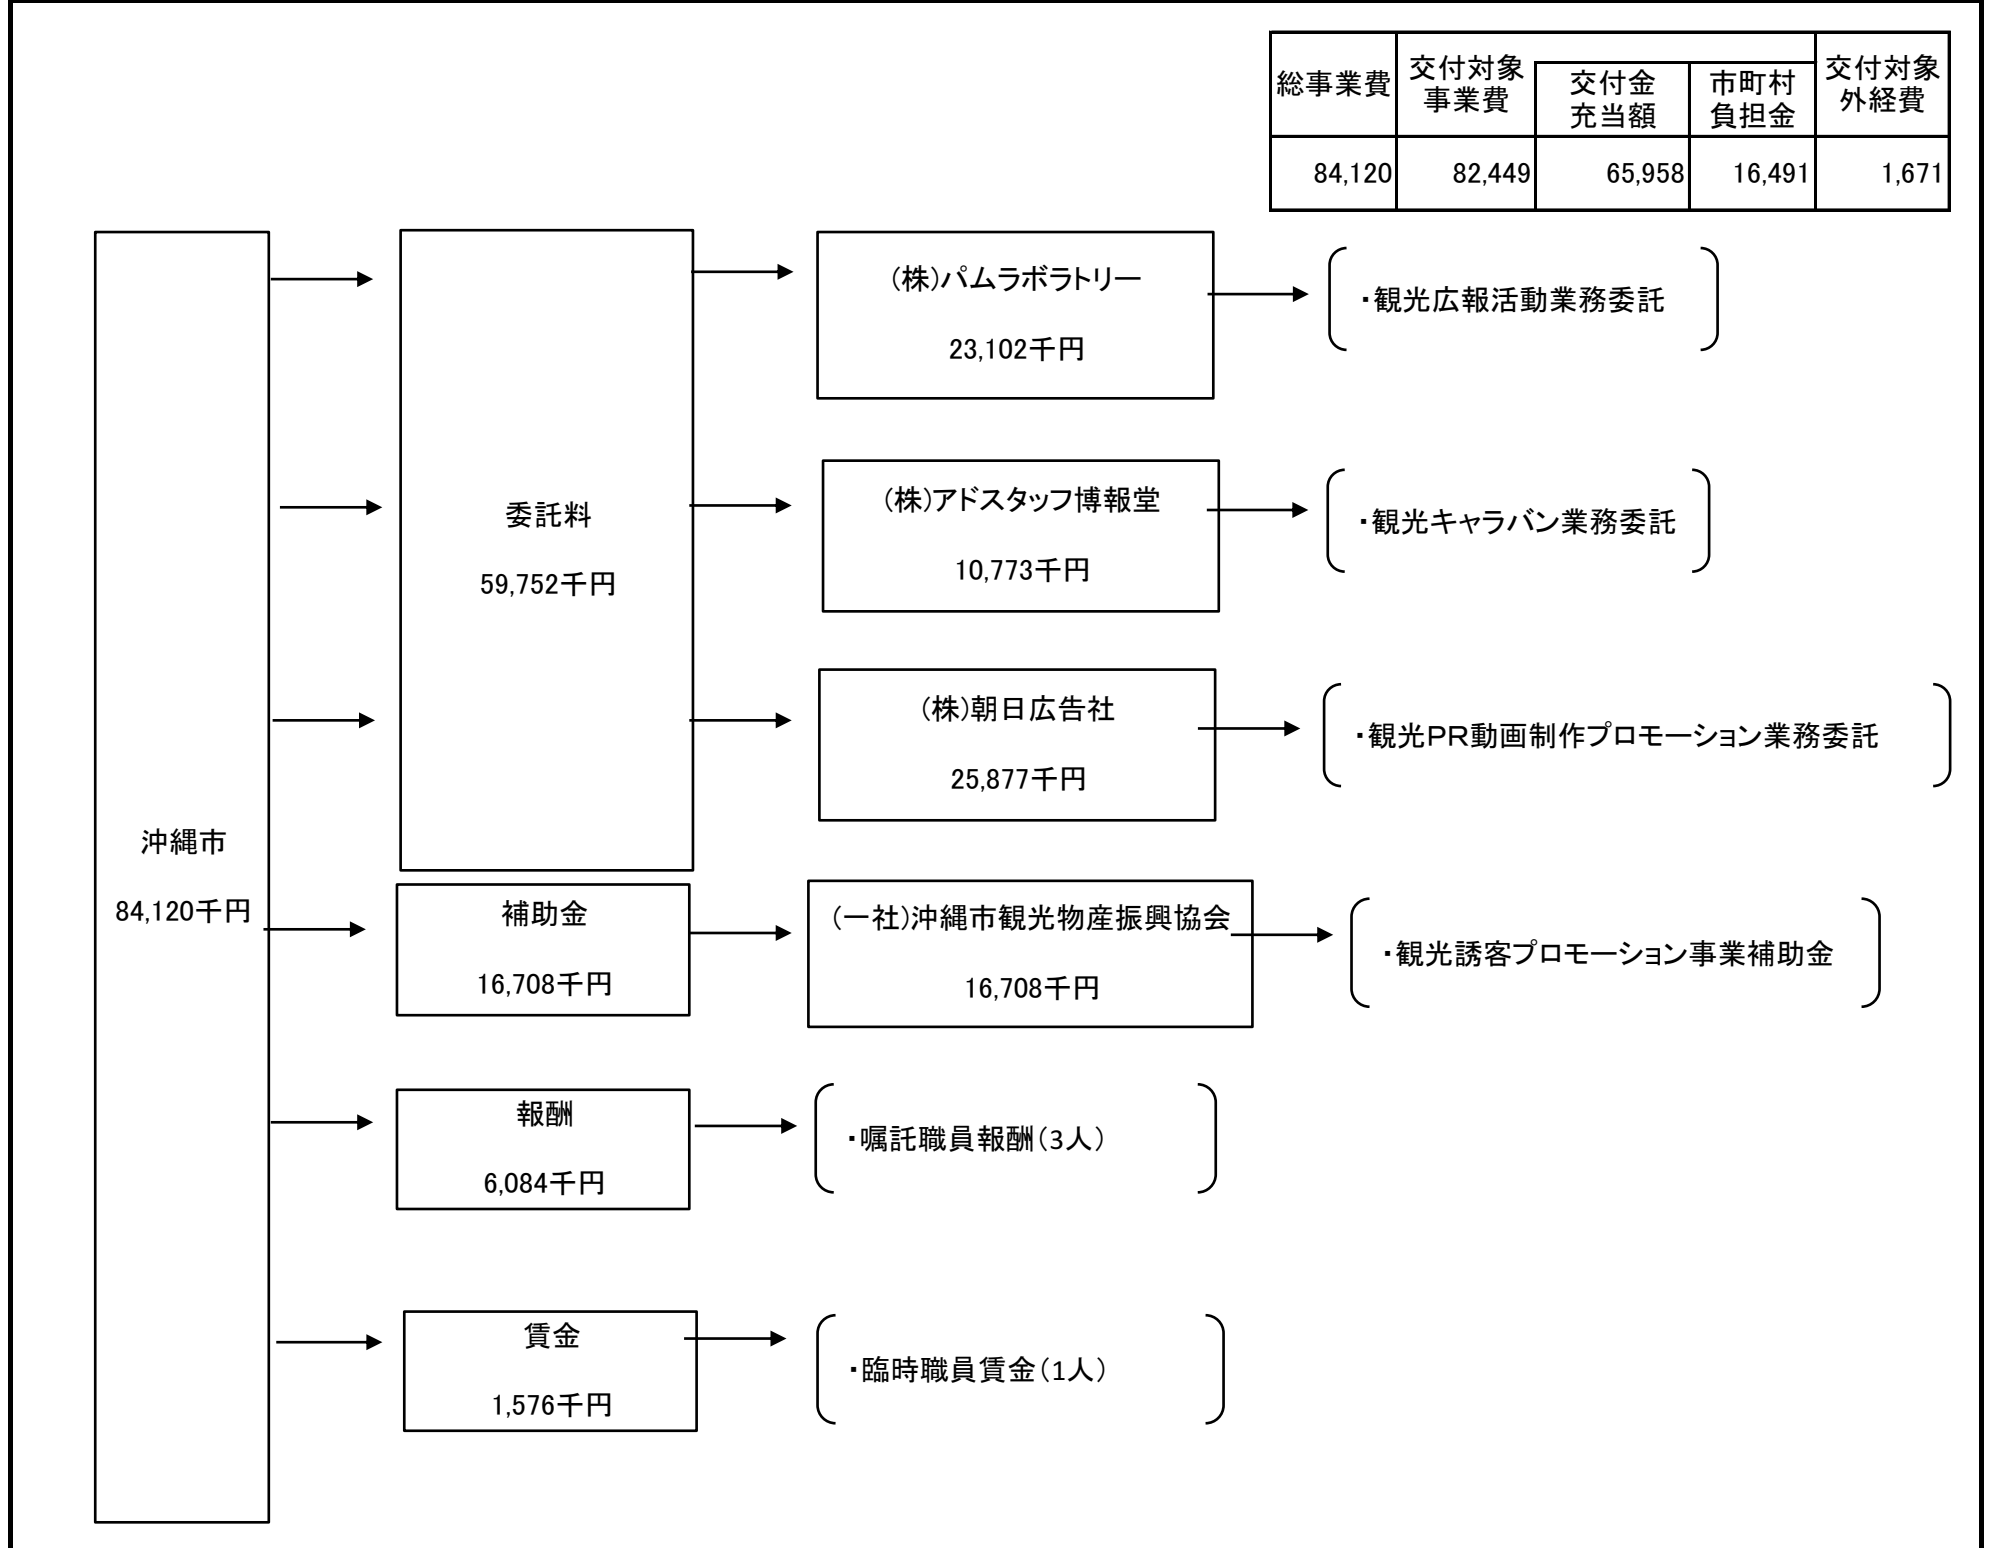 総事業費
交付対象
事業費
交付金
充当額
市町村
負担金
交付対象
外経費
84,120
82,449
65,958
16,491
1,671
沖縄市
84,120千円
委託料
59,752千円
(株)パムラボラトリー
23,102千円
・観光広報活動業務委託
(株)アドスタッフ博報堂
10,773千円
・観光キャラバン業務委託
(株)朝日広告社
25,877千円
・観光PR動画制作プロモーション業務委託
補助金
16,708千円
(一社)沖縄市観光物産振興協会
16,708千円
・観光誘客プロモーション事業補助金
報酬
6,084千円
・嘱託職員報酬(3人)
賃金
1,576千円
・臨時職員賃金(1人)